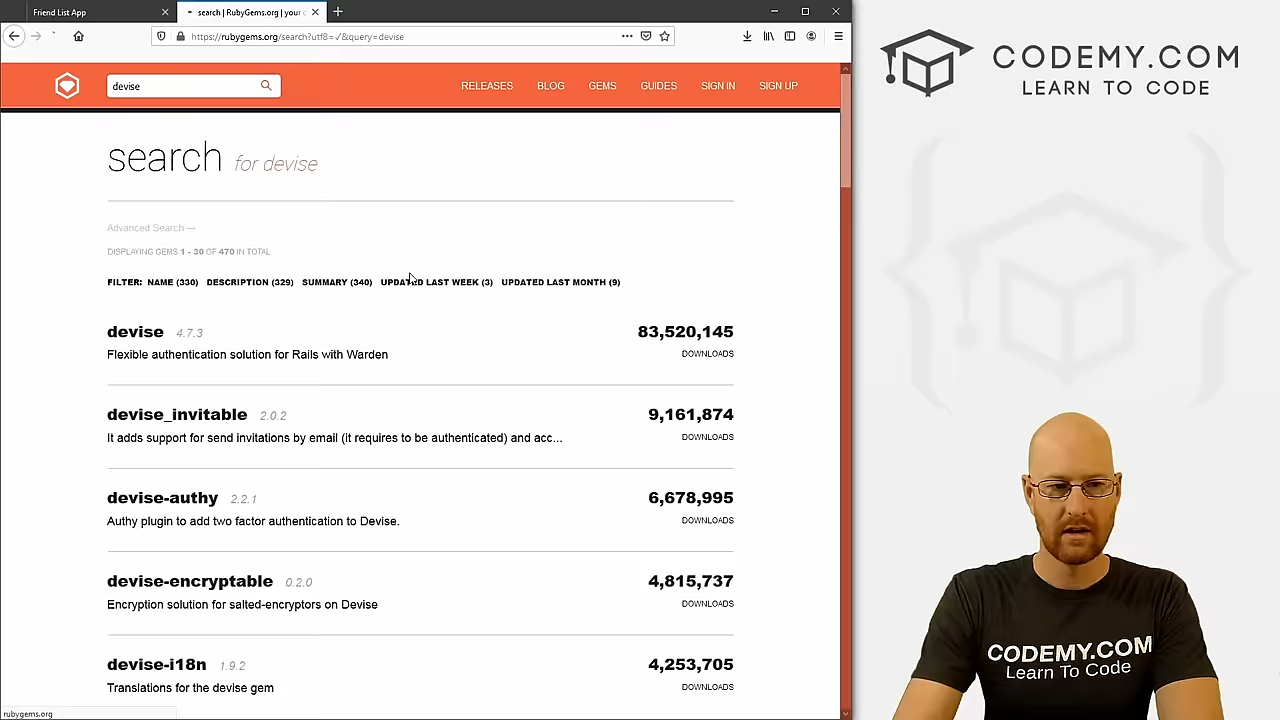 Friend List App
search | RubyGems.org | your c
https://rubygems.org/search?utf8=✓&query=devise
devise
RELEASES BLOG GEMS GUIDES SIGN IN SIGN UP
search for devise
Advanced Search —
DISPLAYING GEMS 1 - 30 OF 470 IN TOTAL
FILTER: NAME (330) DESCRIPTION (329) SUMMARY (340) UPDATED LAST WEEK (3) UPDATED LAST MONTH (9)
devise 4.7.3 83,520,145
Flexible authentication solution for Rails with Warden DOWNLOADS
devise_invitable 2.0.2 9,161,874
It adds support for send invitations by email (it requires to be authenticated) and acc... DOWNLOADS
devise-authy 2.2.1 6,678,995
Authy plugin to add two factor authentication to Devise. DOWNLOADS
devise-encryptable 0.2.0 4,815,737
Encryption solution for salted-encryptors on Devise DOWNLOADS
devise-i18n 1.9.2 4,253,705
Translations for the devise gem DOWNLOADS
rubygems.org
CODEMY.COM
LEARN TO CODE
CODEMY.COM
Learn To Code